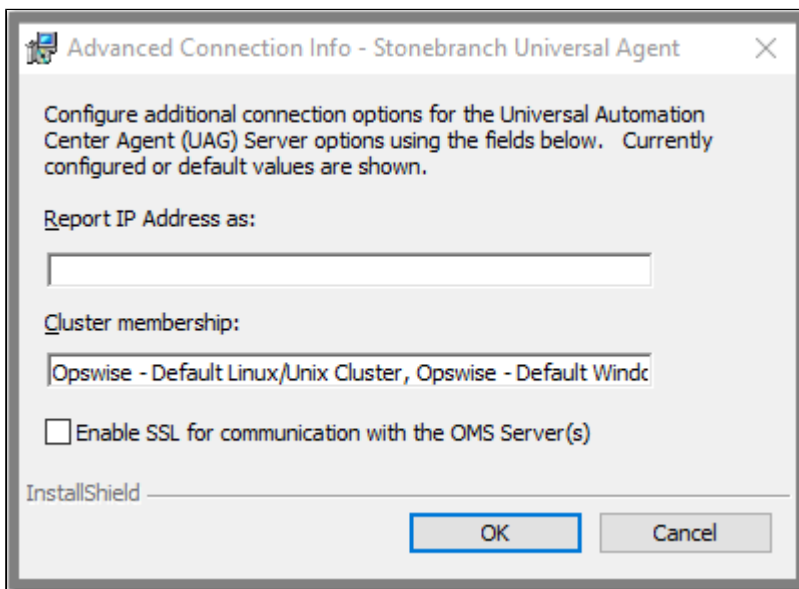 Advanced Connection Info - Stonebranch Universal Agent
Configure additional connection options for the Universal Automation
Center Agent (UAG) Server options using the fields below. Currently
configured or default values are shown.
Report IP Address as:
Cluster membership:
Opswise - Default Linux/Unix Cluster, Opswise - Default Windo
Enable SSL for communication with the OMS Server(s)
InstallShield
OK
Cancel